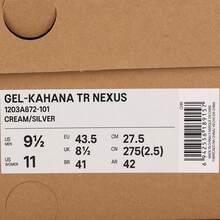 GEL-KAHANA TR NEXUS
1203A872-101
CREAM/SILVER
US MEN 9½ EU 43.5 CM 27.5
UK 8½ CN 275(2.5)
US WOMEN 11 BR 41 AR 42